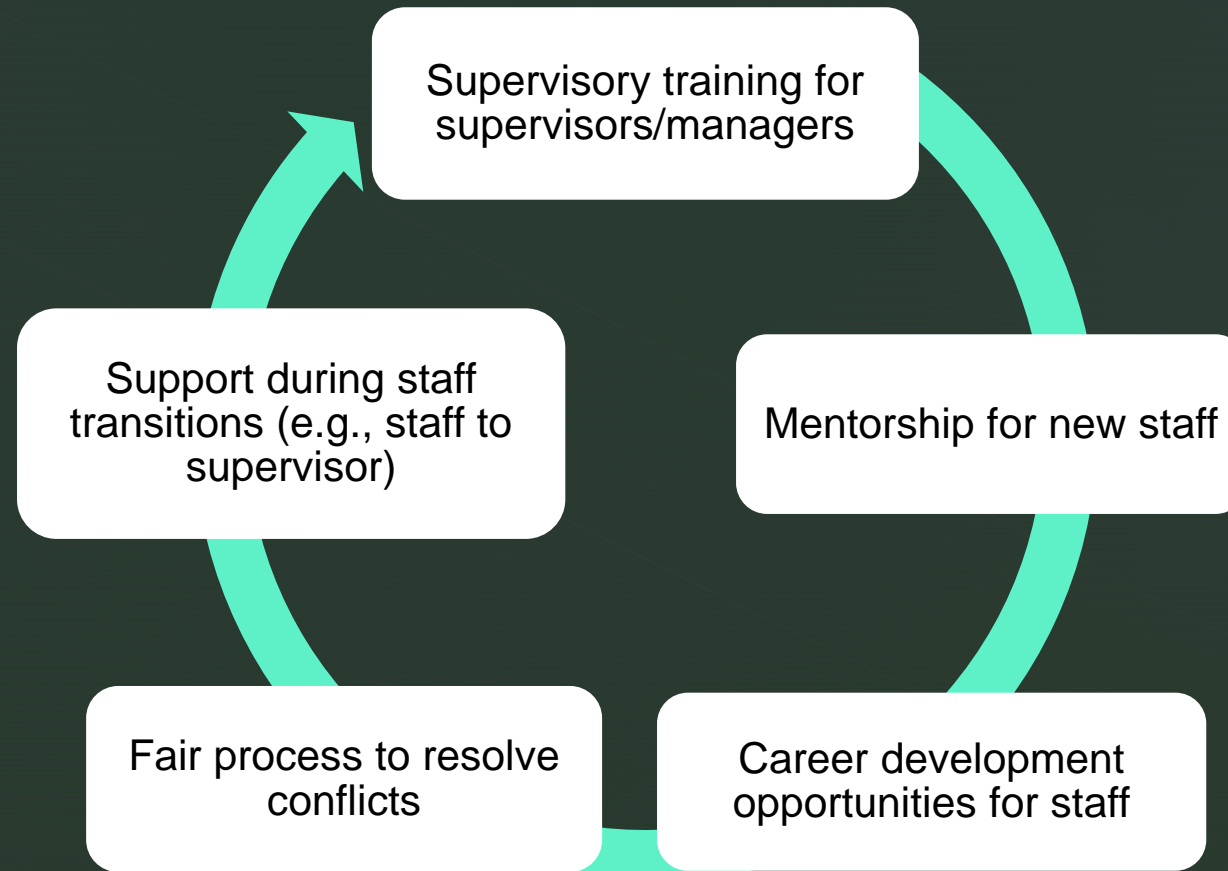 Supervisory training for
supervisors/managers
Mentorship for new staff
Career development
opportunities for staff
Fair process to resolve
conflicts
Support during staff
transitions (e.g., staff to
supervisor)